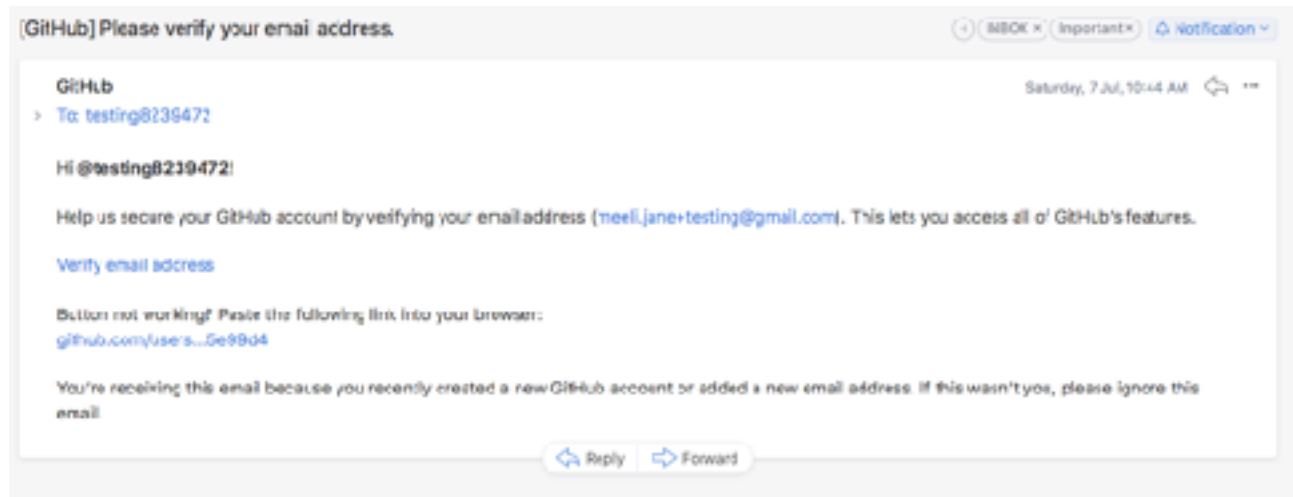 [GitHub] Please verify your email address.
INBOX × Important × Notification
GitHub
Saturday, 7 Jul, 10:44 AM
To: testing8239472
Hi @testing8239472!
Help us secure your GitHub account by verifying your email address (meeli.jane+testing@gmail.com). This lets you access all of GitHub's features.
Verify email address
Button not working? Paste the following link into your browser:
github.com/users...5e99d4
You're receiving this email because you recently created a new GitHub account or added a new email address. If this wasn't you, please ignore this
email.
Reply Forward